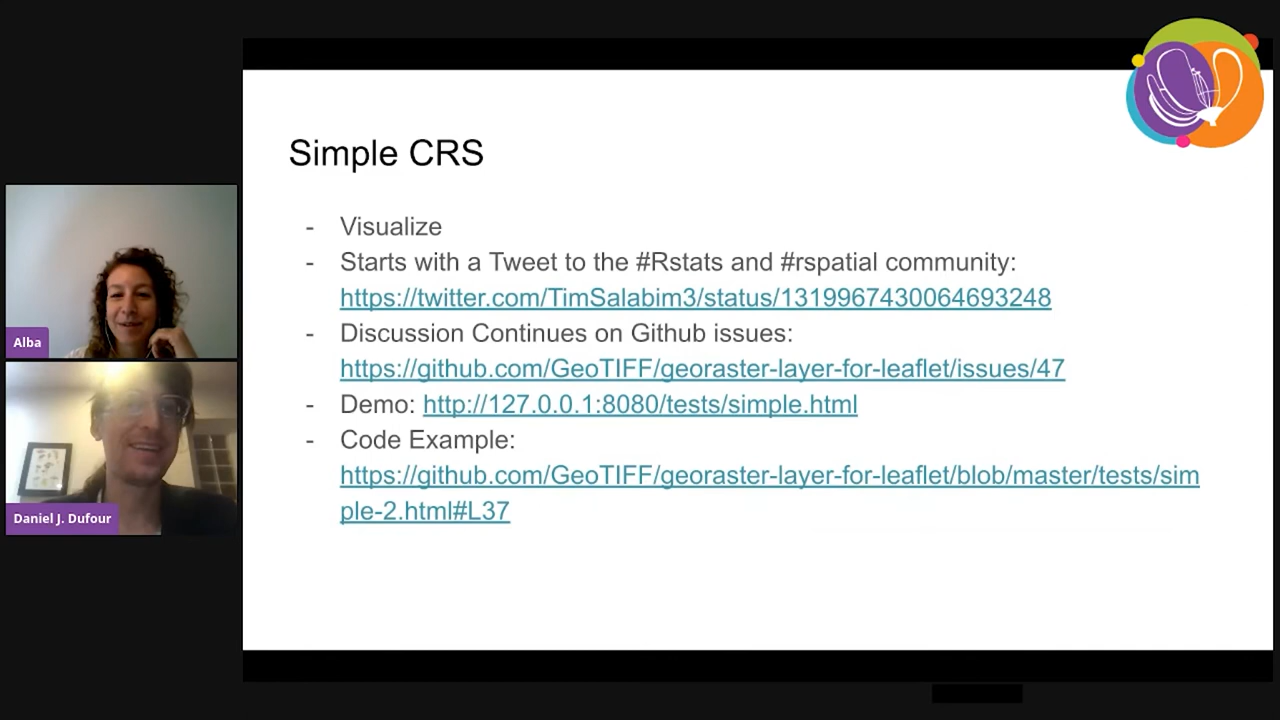 Simple CRS
- Visualize
- Starts with a Tweet to the #Rstats and #rspatial community:
https://twitter.com/TimSalabim3/status/1319967430064693248
- Discussion Continues on Github issues:
https://github.com/GeoTIFF/georaster-layer-for-leaflet/issues/47
- Demo: http://127.0.0.1:8080/tests/simple.html
- Code Example:
https://github.com/GeoTIFF/georaster-layer-for-leaflet/blob/master/tests/sim
ple-2.html#L37
Alba
Daniel J. Dufour